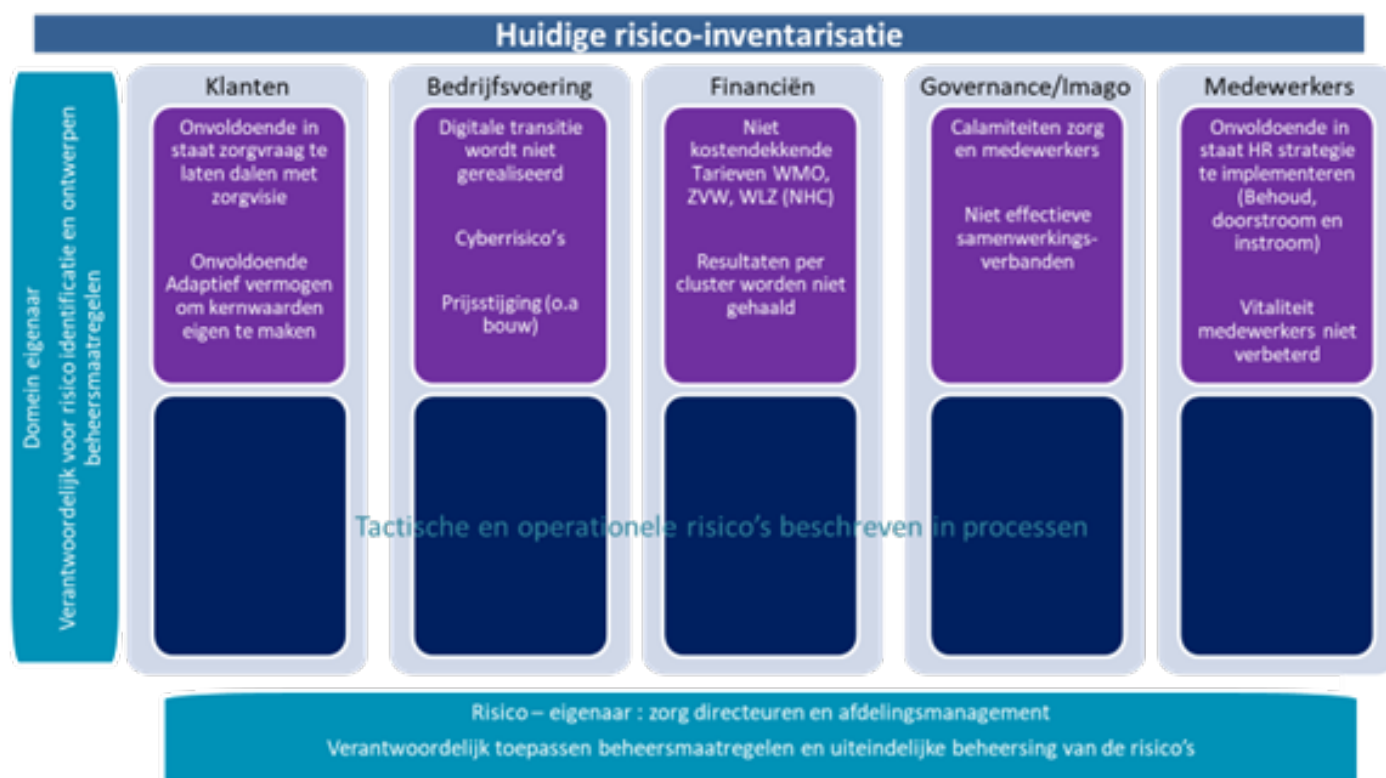 Huidige risico-inventarisatie
Domein eigenaar
Verantwoordelijk voor risico identificatie en ontwerpen
beheersmaatregelen
Klanten
Onvoldoende in
staat zorgvraag te
laten dalen met
zorgvisie
Onvoldoende
Adaptief vermogen
om kernwaarden
eigen te maken
Bedrijfsvoering
Digitale transitie
wordt niet
gerealiseerd
Cyberrisico's
Prijsstijging (o.a
bouw)
Financiën
Niet
kostendekkende
Tarieven WMO,
ZVW, WLZ (NHC)
Resultaten per
cluster worden niet
gehaald
Governance/Imago
Calamiteiten zorg
en medewerkers
Niet effectieve
samenwerkings-
verbanden
Medewerkers
Onvoldoende in
staat HR strategie
te implementeren
(Behoud,
doorstroom en
instroom)
Vitaliteit
medewerkers niet
verbeterd
Tactische en operationele risico's beschreven in processen
Risico – eigenaar : zorg directeuren en afdelingsmanagement
Verantwoordelijk toepassen beheersmaatregelen en uiteindelijke beheersing van de risico's